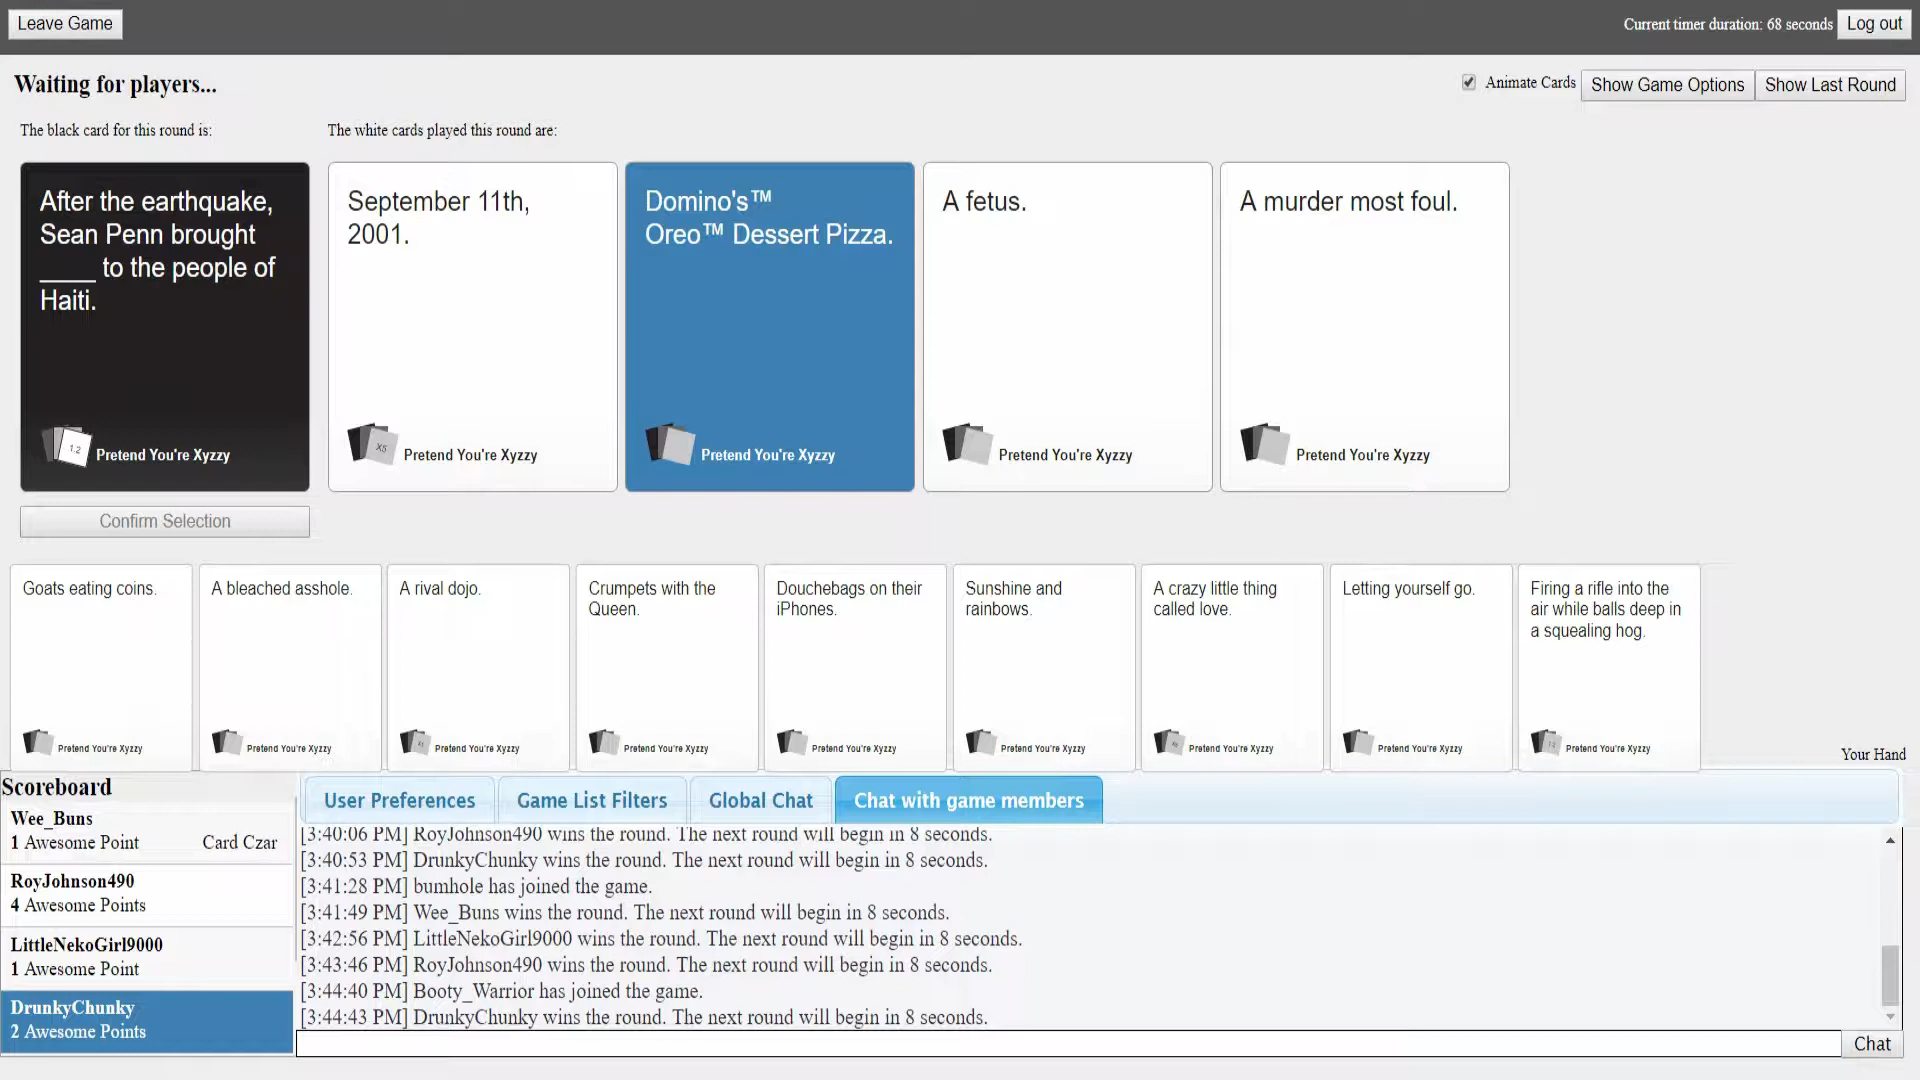 Leave Game
Current timer duration: 68 seconds
Log out
Waiting for players...
Animate Cards
Show Game Options
Show Last Round
The black card for this round is:
The white cards played this round are:
After the earthquake,
Sean Penn brought
____ to the people of
Haiti.
1.2
Pretend You're Xyzzy
September 11th,
2001.
X5
Pretend You're Xyzzy
Domino's™
Oreo™ Dessert Pizza.
Pretend You're Xyzzy
A fetus.
Pretend You're Xyzzy
A murder most foul.
Pretend You're Xyzzy
Confirm Selection
Goats eating coins.
Pretend You're Xyzzy
A bleached asshole.
Pretend You're Xyzzy
A rival dojo.
Pretend You're Xyzzy
Crumpets with the
Queen.
Pretend You're Xyzzy
Douchebags on their
iPhones.
Pretend You're Xyzzy
Sunshine and
rainbows.
Pretend You're Xyzzy
A crazy little thing
called love.
Pretend You're Xyzzy
Letting yourself go.
Pretend You're Xyzzy
Firing a rifle into the
air while balls deep in
a squealing hog.
Pretend You're Xyzzy
Your Hand
Scoreboard
Wee_Buns
1 Awesome Point
Card Czar
RoyJohnson490
4 Awesome Points
LittleNekoGirl9000
1 Awesome Point
DrunkyChunky
2 Awesome Points
User Preferences
Game List Filters
Global Chat
Chat with game members
[3:40:06 PM] RoyJohnson490 wins the round. The next round will begin in 8 seconds.
[3:40:53 PM] DrunkyChunky wins the round. The next round will begin in 8 seconds.
[3:41:28 PM] bumhole has joined the game.
[3:41:49 PM] Wee_Buns wins the round. The next round will begin in 8 seconds.
[3:42:56 PM] LittleNekoGirl9000 wins the round. The next round will begin in 8 seconds.
[3:43:46 PM] RoyJohnson490 wins the round. The next round will begin in 8 seconds.
[3:44:40 PM] Booty_Warrior has joined the game.
[3:44:43 PM] DrunkyChunky wins the round. The next round will begin in 8 seconds.
Chat